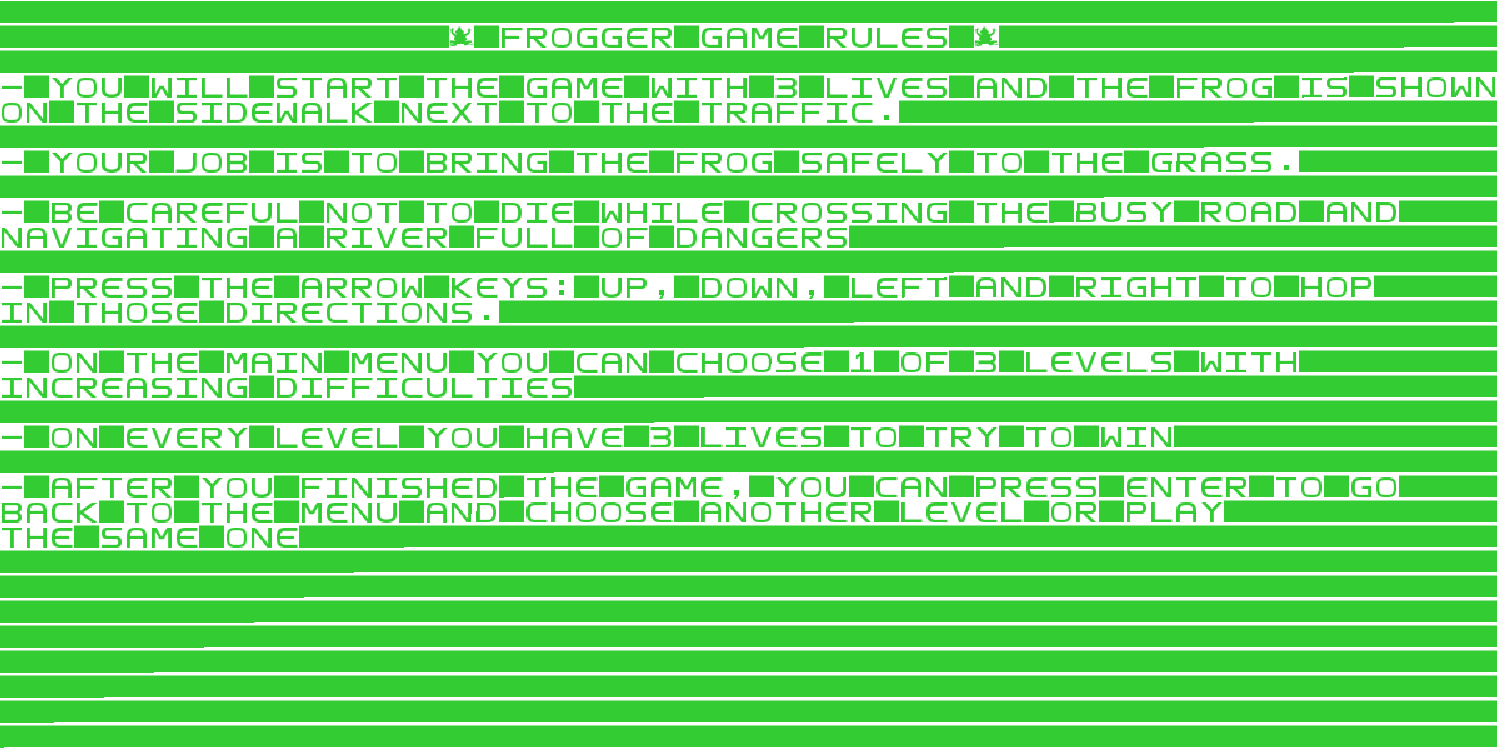 FROGGER GAME RULES
- YOU WILL START THE GAME WITH 3 LIVES AND THE FROG IS SHOWN
ON THE SIDEWALK NEXT TO THE TRAFFIC.
- YOUR JOB IS TO BRING THE FROG SAFELY TO THE GRASS.
- BE CAREFUL NOT TO DIE WHILE CROSSING THE BUSY ROAD AND
NAVIGATING A RIVER FULL OF DANGERS
- PRESS THE ARROW KEYS: UP, DOWN, LEFT AND RIGHT TO HOP
IN THOSE DIRECTIONS.
- ON THE MAIN MENU YOU CAN CHOOSE 1 OF 3 LEVELS WITH
INCREASING DIFFICULTIES
- ON EVERY LEVEL YOU HAVE 3 LIVES TO TRY TO WIN
- AFTER YOU FINISHED THE GAME, YOU CAN PRESS ENTER TO GO
BACK TO THE MENU AND CHOOSE ANOTHER LEVEL OR PLAY
THE SAME ONE